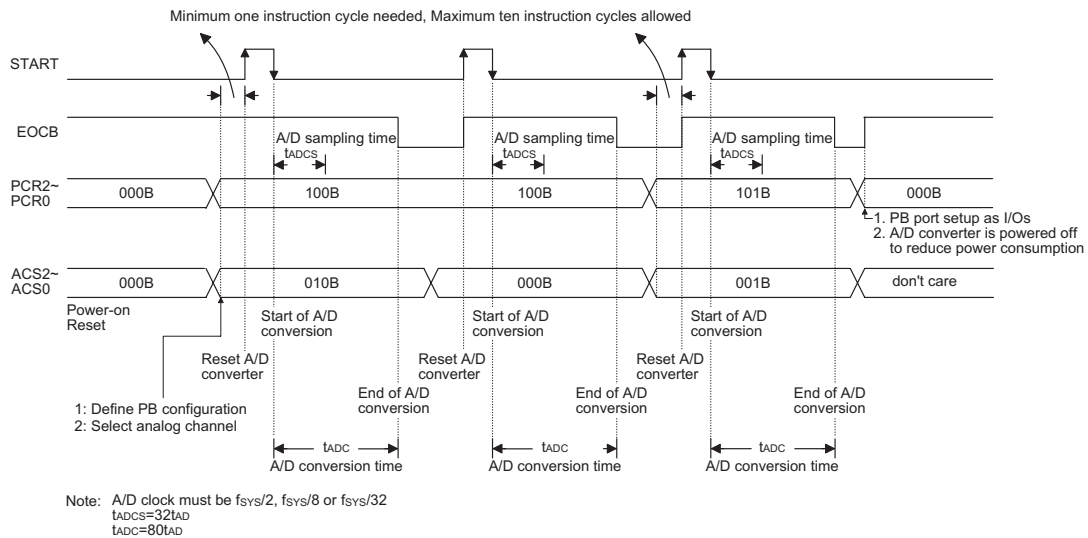 Minimum one instruction cycle needed, Maximum ten instruction cycles allowed
START
EOCB
A/D sampling time
tADCS
A/D sampling time
tADCS
A/D sampling time
tADCS
PCR2~
PCR0
000B
100B
100B
101B
000B
1. PB port setup as I/Os
2. A/D converter is powered off
to reduce power consumption
ACS2~
ACS0
000B
010B
000B
001B
don't care
Power-on
Reset
Start of A/D
conversion
Start of A/D
conversion
Start of A/D
conversion
Reset A/D
converter
Reset A/D
converter
Reset A/D
converter
End of A/D
conversion
End of A/D
conversion
End of A/D
conversion
1: Define PB configuration
2: Select analog channel
tADC
A/D conversion time
tADC
A/D conversion time
tADC
A/D conversion time
Note: A/D clock must be fSYS/2, fSYS/8 or fSYS/32
tADCS=32tAD
tADC=80tAD